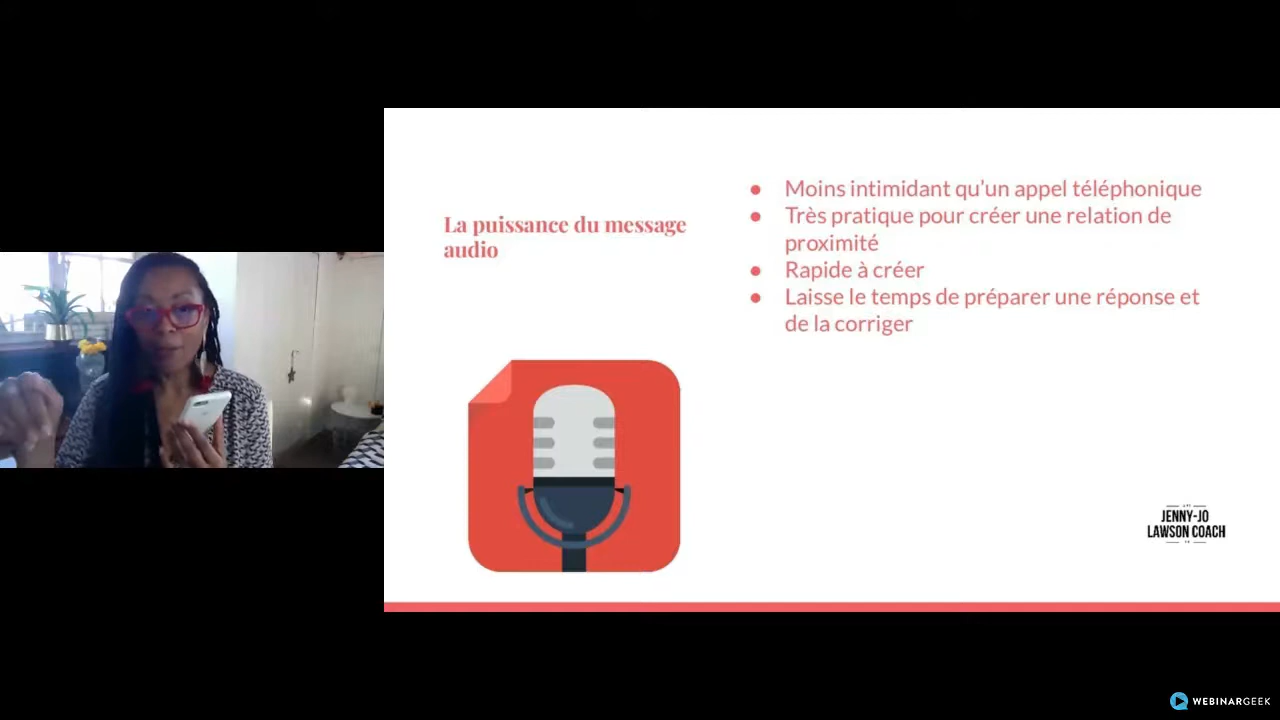 La puissance du message
audio
● Moins intimidant qu'un appel téléphonique
● Très pratique pour créer une relation de
proximité
● Rapide à créer
● Laisse le temps de préparer une réponse et
de la corriger
JENNY-JO
LAWSON COACH
WEBINARGEEK